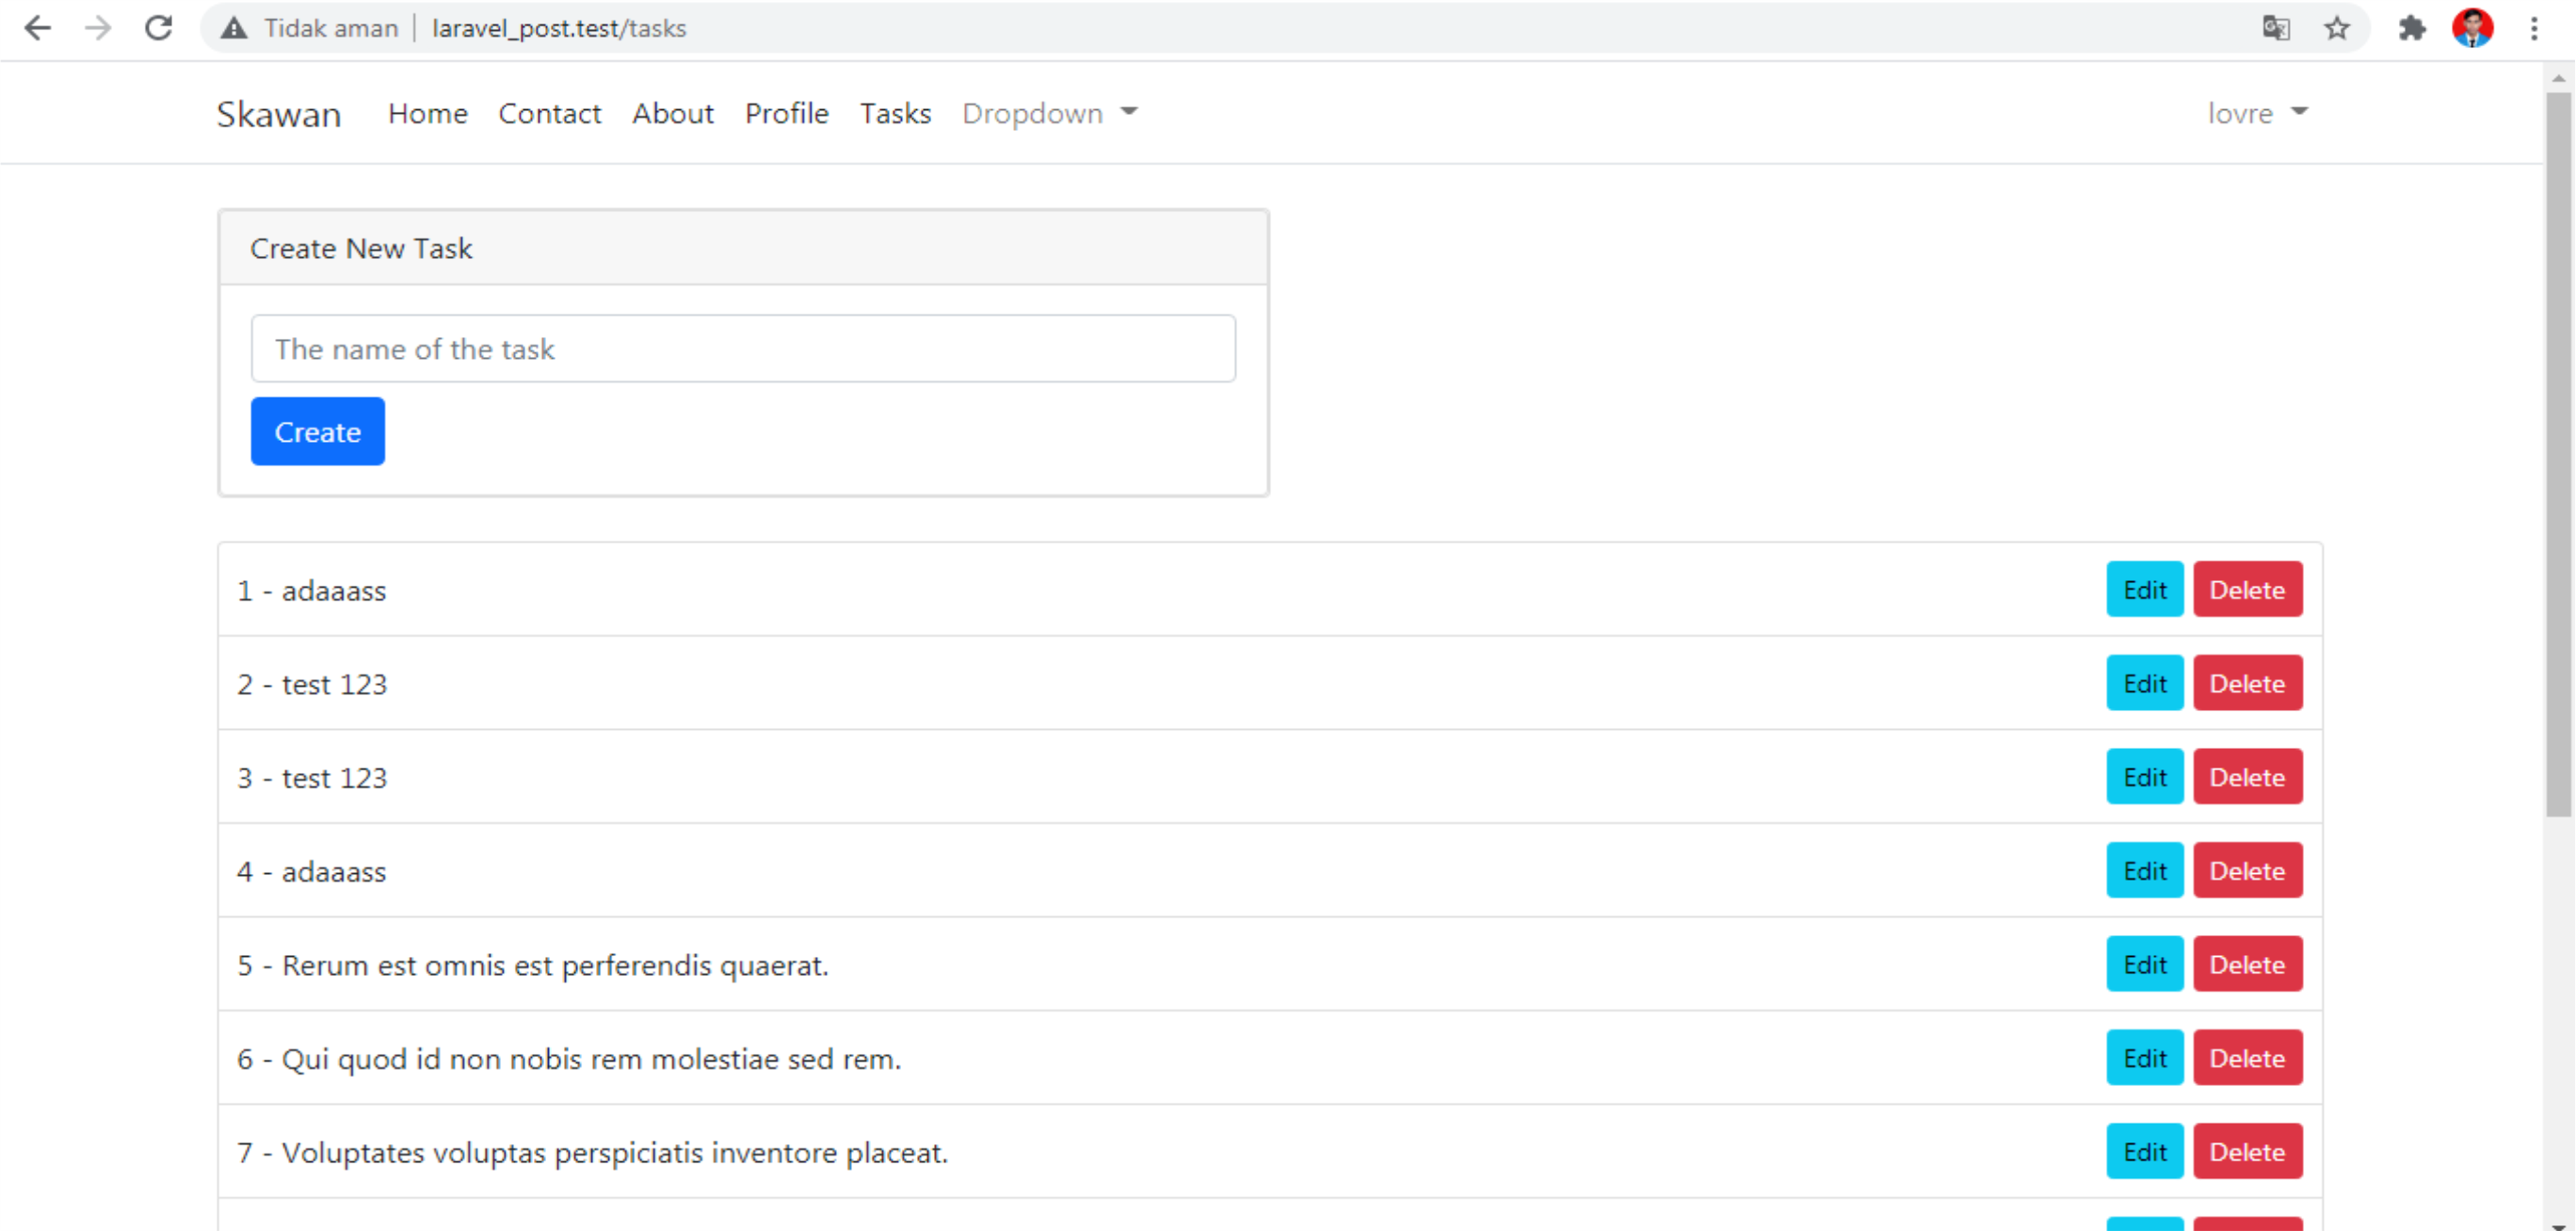 Tidak aman | laravel_post.test/tasks
Skawan Home Contact About Profile Tasks Dropdown lovre
Create New Task
The name of the task
Create
1 - adaaass Edit Delete
2 - test 123 Edit Delete
3 - test 123 Edit Delete
4 - adaaass Edit Delete
5 - Rerum est omnis est perferendis quaerat. Edit Delete
6 - Qui quod id non nobis rem molestiae sed rem. Edit Delete
7 - Voluptates voluptas perspiciatis inventore placeat. Edit Delete